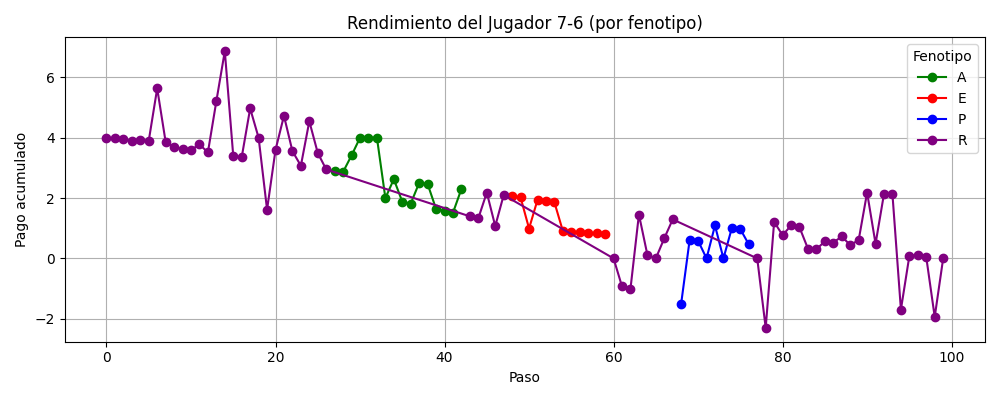 Rendimiento del Jugador 7-6 (por fenotipo)
Pago acumulado
6
4
2
0
−2
Fenotipo
A
E
P
R
0 20 40 60 80 100
Paso